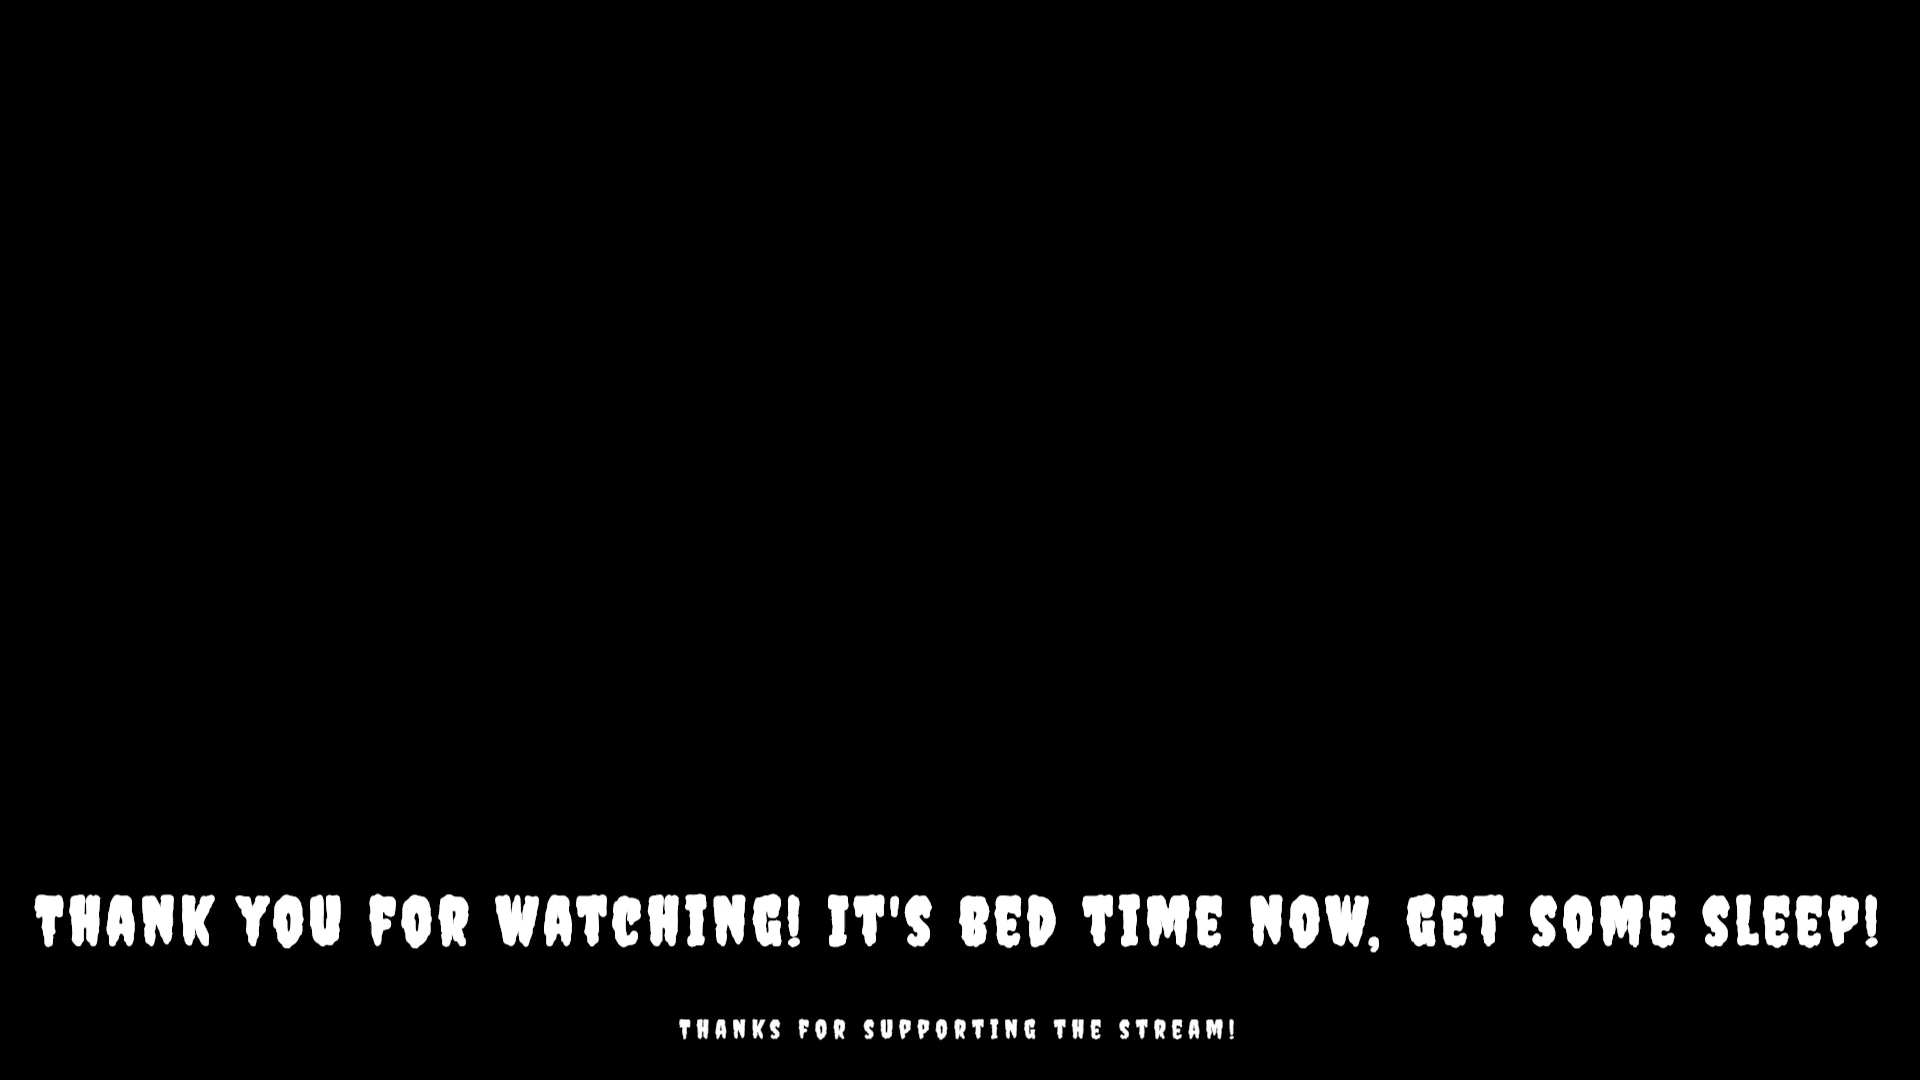 THANK YOU FOR WATCHING! IT'S BED TIME NOW, GET SOME SLEEP!
THANKS FOR SUPPORTING THE STREAM!